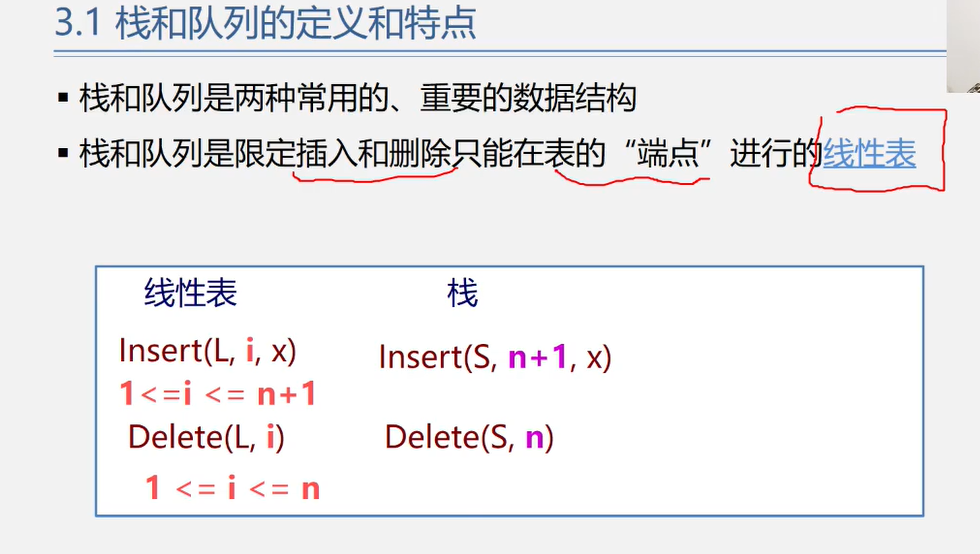 3.1 栈和队列的定义和特点
▪ 栈和队列是两种常用的、重要的数据结构
▪ 栈和队列是限定插入和删除只能在表的“端点”进行的线性表
线性表 栈
Insert(L, i, x) Insert(S, n+1, x)
1<=i <= n+1
Delete(L, i) Delete(S, n)
1 <= i <= n